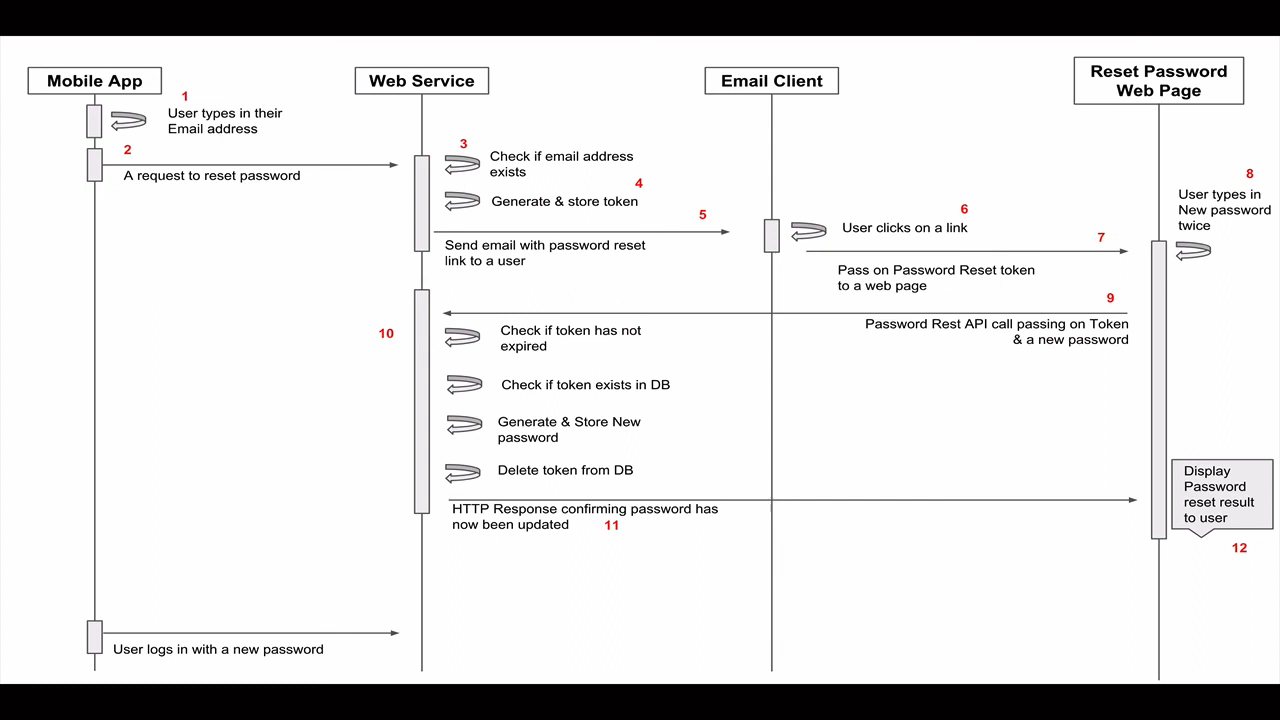 Mobile App
Web Service
Email Client
Reset Password
Web Page
1
User types in their
Email address
2
A request to reset password
3
Check if email address
exists
4
Generate & store token
5
Send email with password reset
link to a user
6
User clicks on a link
7
Pass on Password Reset token
to a web page
8
User types in
New password
twice
9
Password Rest API call passing on Token
& a new password
10
Check if token has not
expired
Check if token exists in DB
Generate & Store New
password
Delete token from DB
HTTP Response confirming password has
now been updated
11
Display
Password
reset result
to user
12
User logs in with a new password